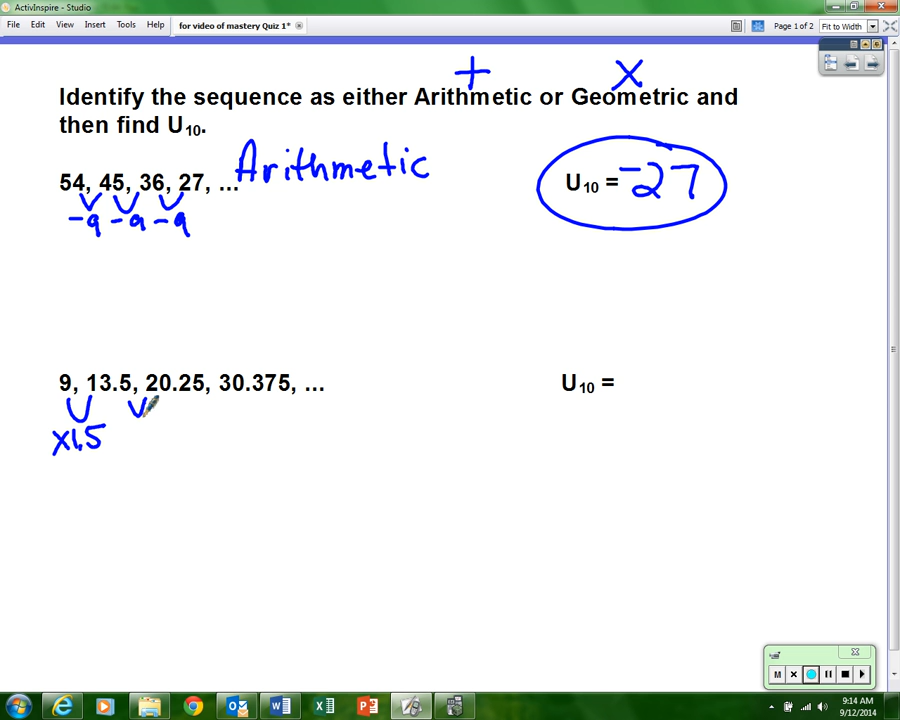 ActivInspire - Studio
File Edit View Insert Tools Help for video of mastery Quiz 1* Page 1 of 2 Fit to Width
+ X
Identify the sequence as either Arithmetic or Geometric and
then find U10.
54, 45, 36, 27, ... Arithmetic U10 = -27
-9 -9 -9
9, 13.5, 20.25, 30.375, ... U10 =
x1.5
M
9:14 AM
9/12/2014